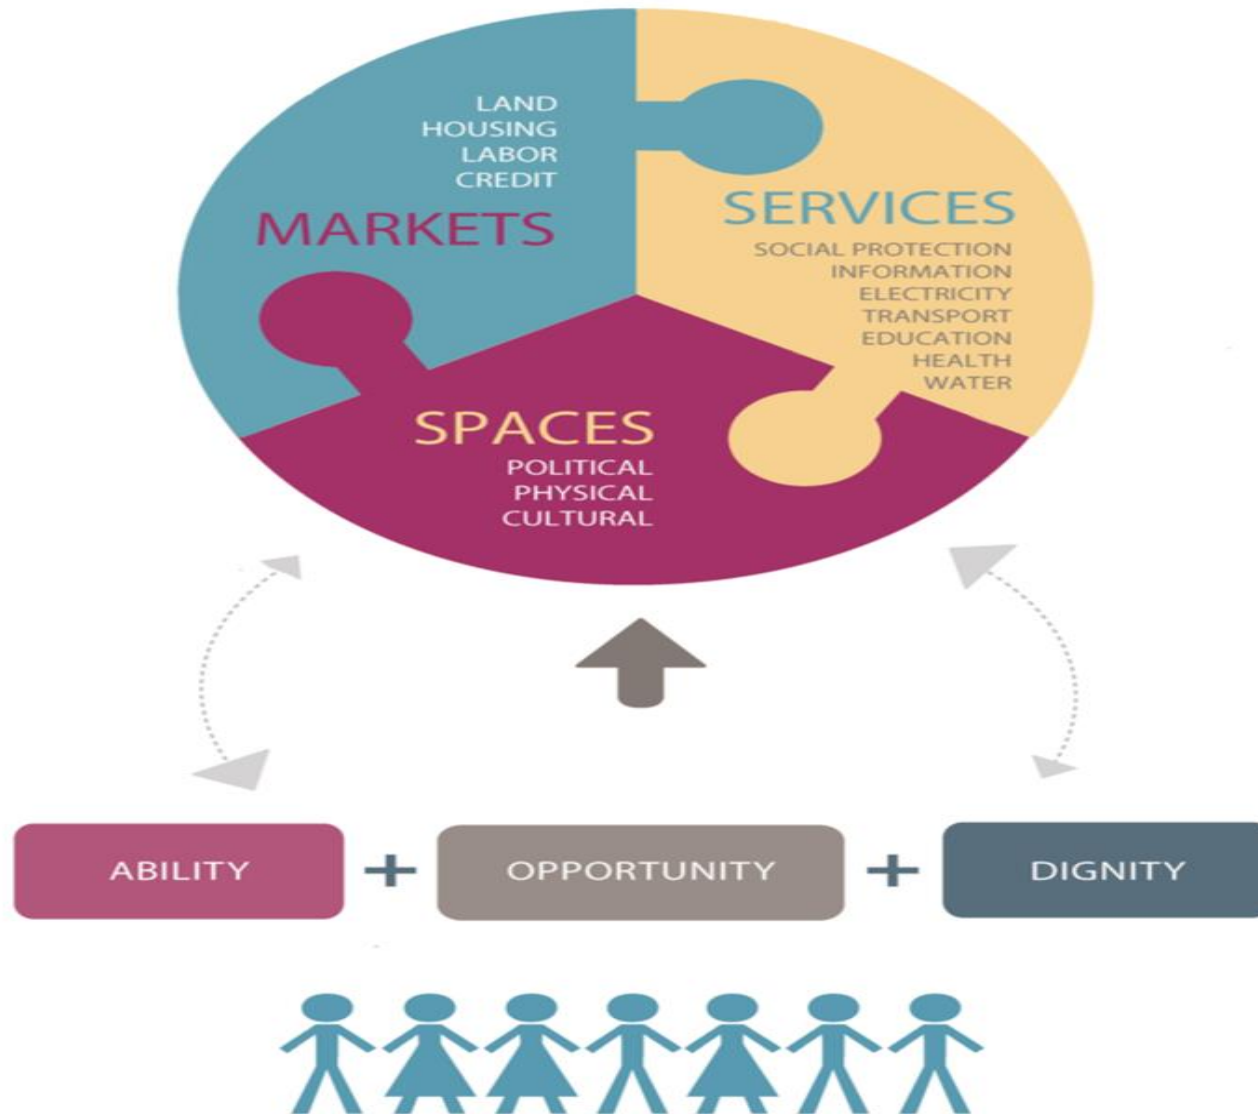 LAND
HOUSING
LABOR
CREDIT
MARKETS
SERVICES
SOCIAL PROTECTION
INFORMATION
ELECTRICITY
TRANSPORT
EDUCATION
HEALTH
WATER
SPACES
POLITICAL
PHYSICAL
CULTURAL
ABILITY + OPPORTUNITY + DIGNITY